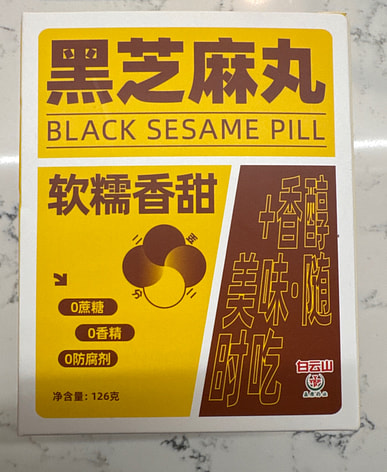 黑芝麻丸
BLACK SESAME PILL
软糯香甜
+香醇
美味·随
时吃
0蔗糖
0香精
0防腐剂
净含量：126克
白云山